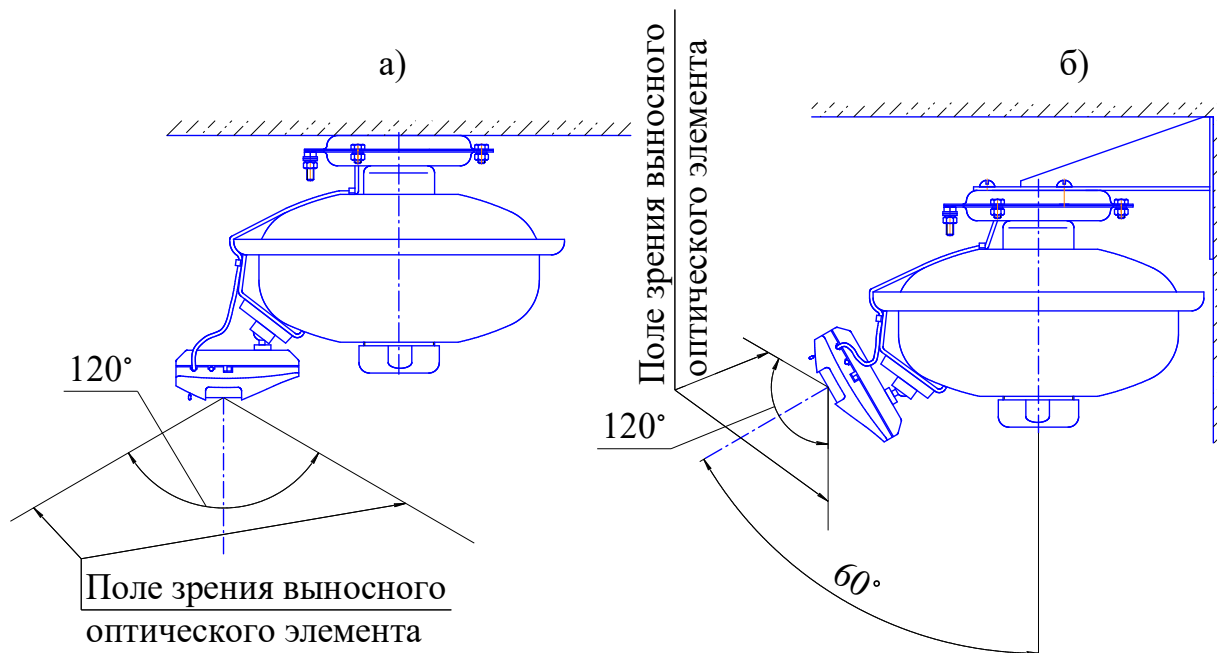 а)
120°
Поле зрения выносного
оптического элемента
б)
Поле зрения выносного
оптического элемента
120°
60°